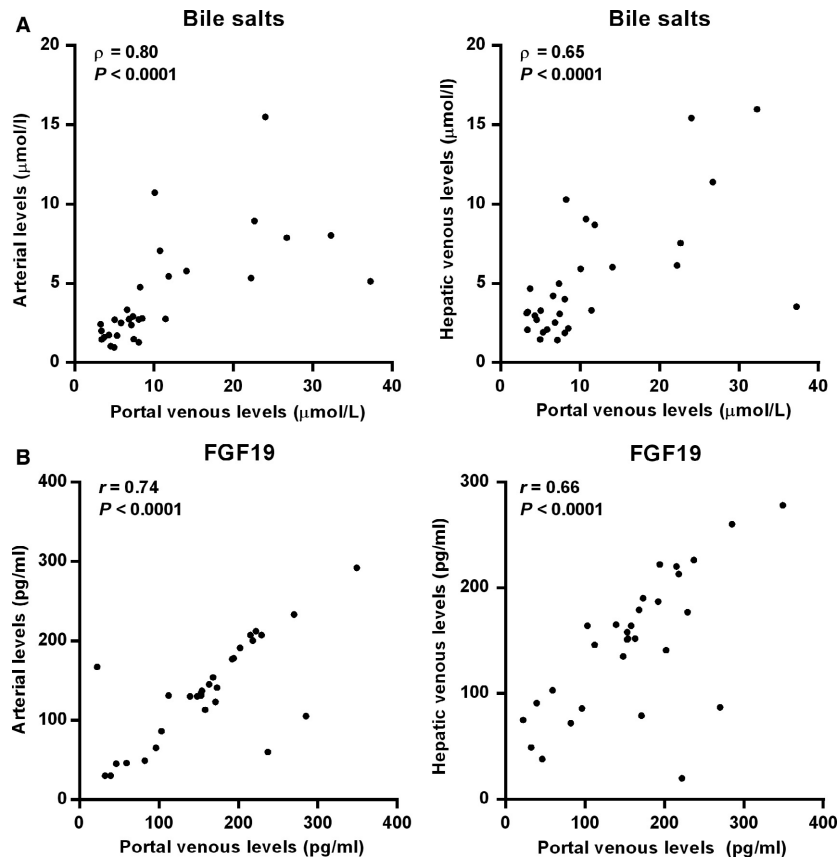 A
Bile salts
ρ = 0.80
P < 0.0001
20
15
10
5
0
0 10 20 30 40
Arterial levels (μmol/l)
Portal venous levels (μmol/L)
Bile salts
ρ = 0.65
P < 0.0001
20
15
10
5
0
0 10 20 30 40
Hepatic venous levels (μmol/l)
Portal venous levels (μmol/L)
B
FGF19
r = 0.74
P < 0.0001
400
300
200
100
0
0 100 200 300 400
Arterial levels (pg/ml)
Portal venous levels (pg/ml)
FGF19
r = 0.66
P < 0.0001
300
200
100
0
0 100 200 300 400
Hepatic venous levels (pg/ml)
Portal venous levels (pg/ml)